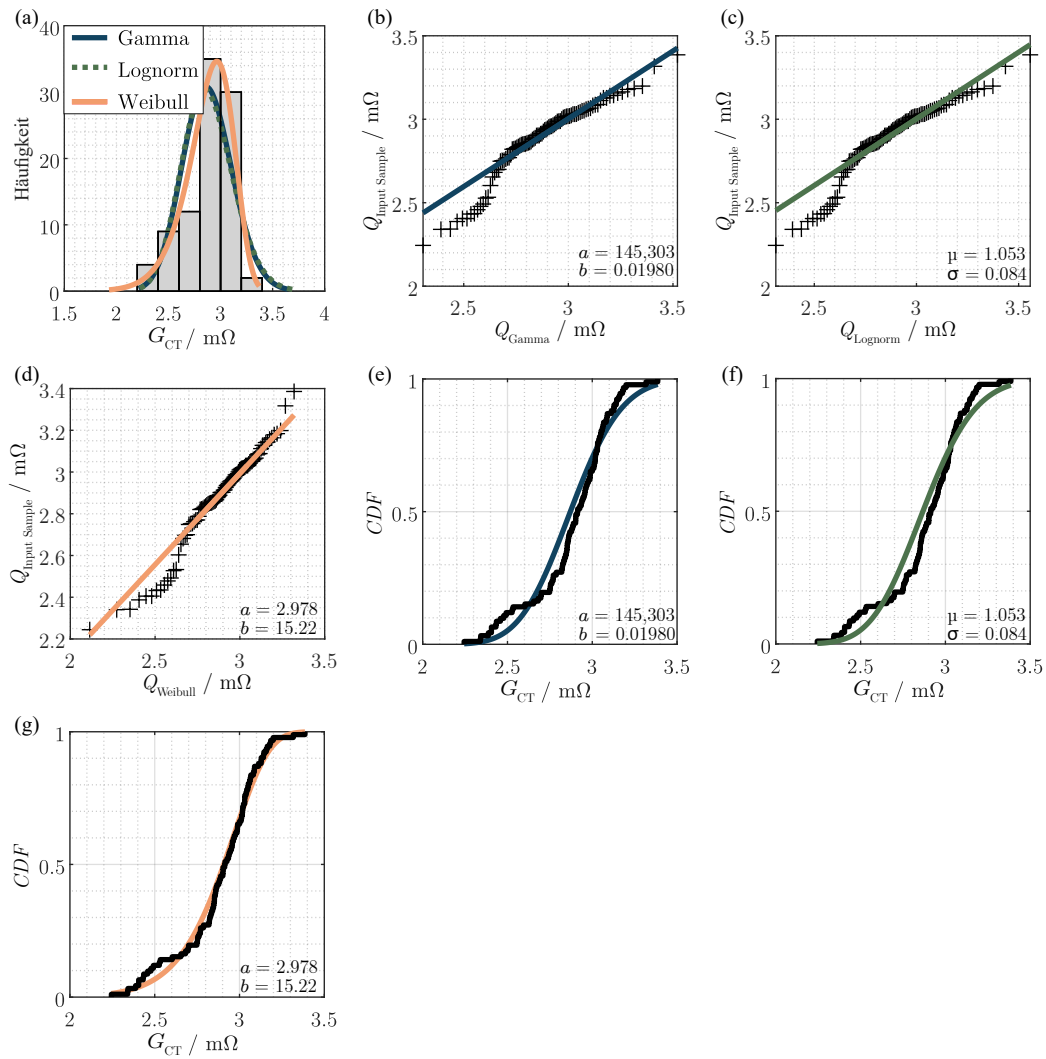 (a)
40
30
20
10
0
Häufigkeit
Gamma
Lognorm
Weibull
1.5 2 2.5 3 3.5 4
G_CT / mΩ
(b)
3.5
3
2.5
2
Q_Input Sample / mΩ
a = 145,303
b = 0.01980
2.5 3 3.5
Q_Gamma / mΩ
(c)
3.5
3
2.5
2
Q_Input Sample / mΩ
μ = 1.053
σ = 0.084
2.5 3 3.5
Q_Lognorm / mΩ
(d)
3.4
3.2
3
2.8
2.6
2.4
2.2
Q_Input Sample / mΩ
a = 2.978
b = 15.22
2 2.5 3 3.5
Q_Weibull / mΩ
(e)
1
0.5
0
CDF
a = 145,303
b = 0.01980
2 2.5 3 3.5
G_CT / mΩ
(f)
1
0.5
0
CDF
μ = 1.053
σ = 0.084
2 2.5 3 3.5
G_CT / mΩ
(g)
1
0.5
0
CDF
a = 2.978
b = 15.22
2 2.5 3 3.5
G_CT / mΩ